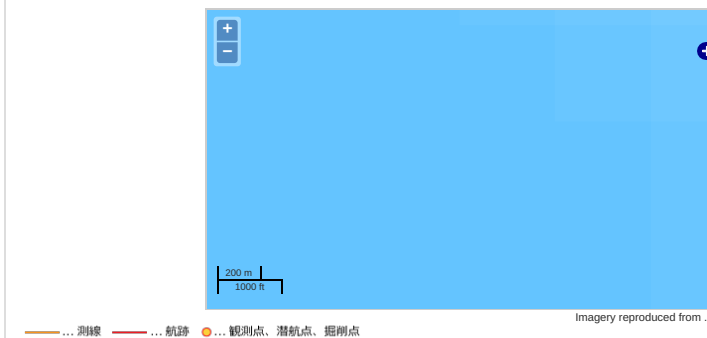 +
−
200 m
1000 ft
Imagery reproduced from .
… 測線 … 航跡 … 観測点、潜航点、掘削点